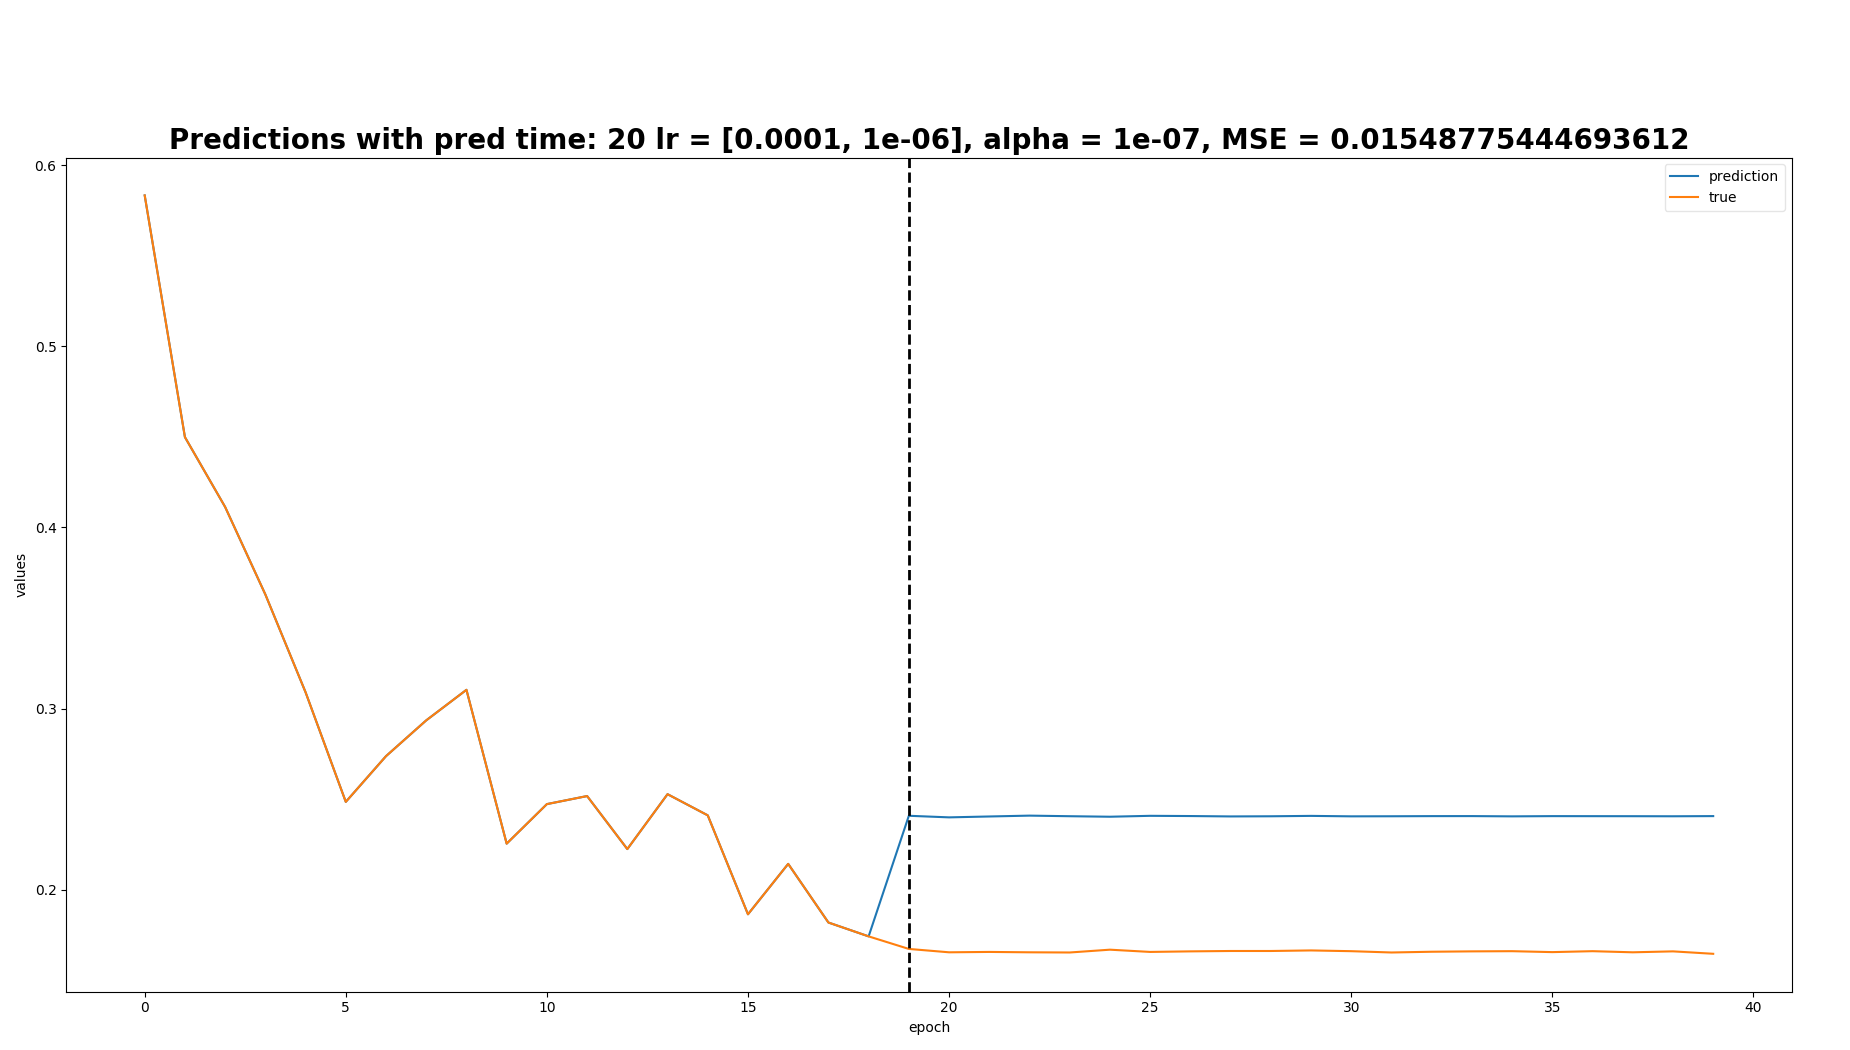 Predictions with pred time: 20 lr = [0.0001, 1e-06], alpha = 1e-07, MSE = 0.01548775444693612
prediction
true
0.6
0.5
0.4
0.3
0.2
values
0 5 10 15 20 25 30 35 40
epoch